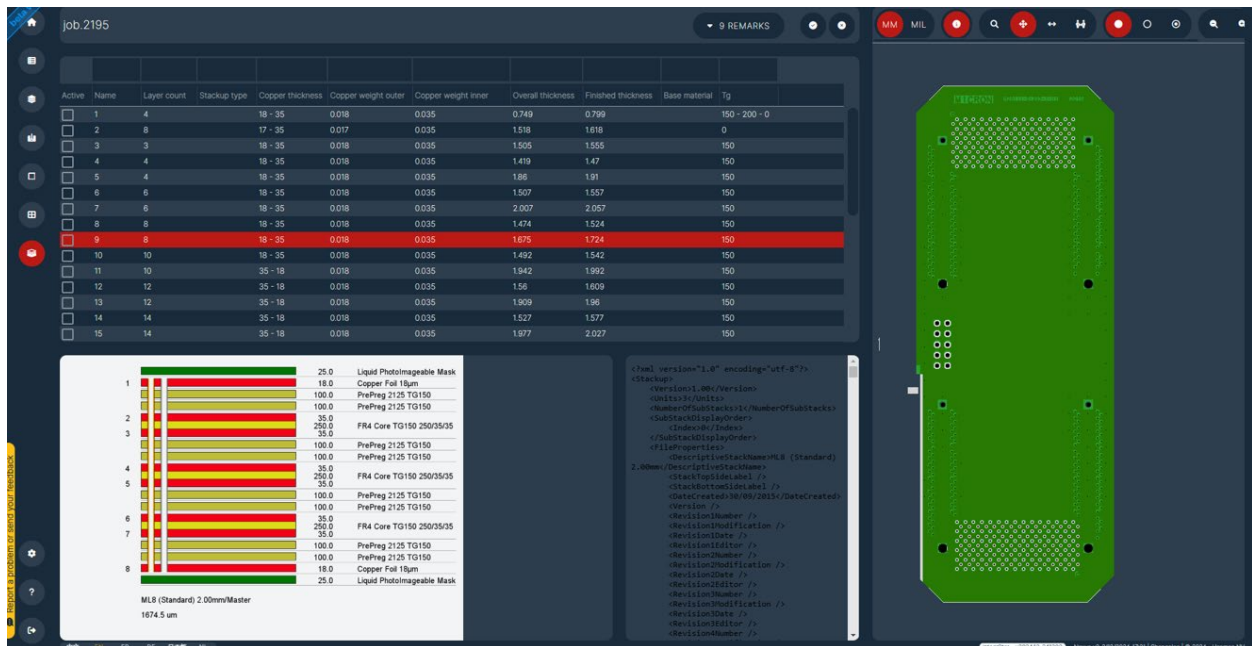 beta
job.2195
9 REMARKS
MM MIL
Active Name Layer count Stackup type Copper thickness Copper weight outer Copper weight inner Overall thickness Finished thickness Base material Tg
1 4 18 - 35 0.018 0.035 0.749 0.799 150 - 200 - 0
2 8 17 - 35 0.017 0.035 1.518 1.618 0
3 3 18 - 35 0.018 0.035 1.505 1.555 150
4 4 18 - 35 0.018 0.035 1.419 1.47 150
5 4 18 - 35 0.018 0.035 1.86 1.91 150
6 6 18 - 35 0.018 0.035 1.507 1.557 150
7 6 18 - 35 0.018 0.035 2.007 2.057 150
8 8 18 - 35 0.018 0.035 1.474 1.524 150
9 8 18 - 35 0.018 0.035 1.675 1.724 150
10 10 18 - 35 0.018 0.035 1.492 1.542 150
11 10 35 - 18 0.018 0.035 1.942 1.992 150
12 12 35 - 18 0.018 0.035 1.56 1.609 150
13 12 35 - 18 0.018 0.035 1.909 1.96 150
14 14 35 - 18 0.018 0.035 1.527 1.577 150
15 14 35 - 18 0.018 0.035 1.977 2.027 150
25.0 Liquid PhotoImageable Mask
1 18.0 Copper Foil 18µm
100.0 PrePreg 2125 TG150
100.0 PrePreg 2125 TG150
2 35.0
250.0 FR4 Core TG150 250/35/35
3 35.0
100.0 PrePreg 2125 TG150
100.0 PrePreg 2125 TG150
4 35.0
250.0 FR4 Core TG150 250/35/35
5 35.0
100.0 PrePreg 2125 TG150
100.0 PrePreg 2125 TG150
6 35.0
250.0 FR4 Core TG150 250/35/35
7 35.0
100.0 PrePreg 2125 TG150
100.0 PrePreg 2125 TG150
8 18.0 Copper Foil 18µm
25.0 Liquid PhotoImageable Mask
ML8 (Standard) 2.00mm/Master
1674.5 um
<?xml version="1.0" encoding="utf-8"?>
<Stackup>
<Version>1.00</Version>
<Units>3</Units>
<NumberOfSubStacks>1</NumberOfSubStacks>
<SubStackDisplayOrder>
<Index>0</Index>
</SubStackDisplayOrder>
<FileProperties>
<DescriptiveStackName>ML8 (Standard)
2.00mm</DescriptiveStackName>
<StackTopSideLabel />
<StackBottomSideLabel />
<DateCreated>30/09/2015</DateCreated>
<Version />
<Revision1Number />
<Revision1Modification />
<Revision1Date />
<Revision1Editor />
<Revision2Number />
<Revision2Modification />
<Revision2Date />
<Revision2Editor />
<Revision3Number />
<Revision3Modification />
<Revision3Date />
<Revision3Editor />
<Revision4Number />
MICRON
Report a problem or send your feedback